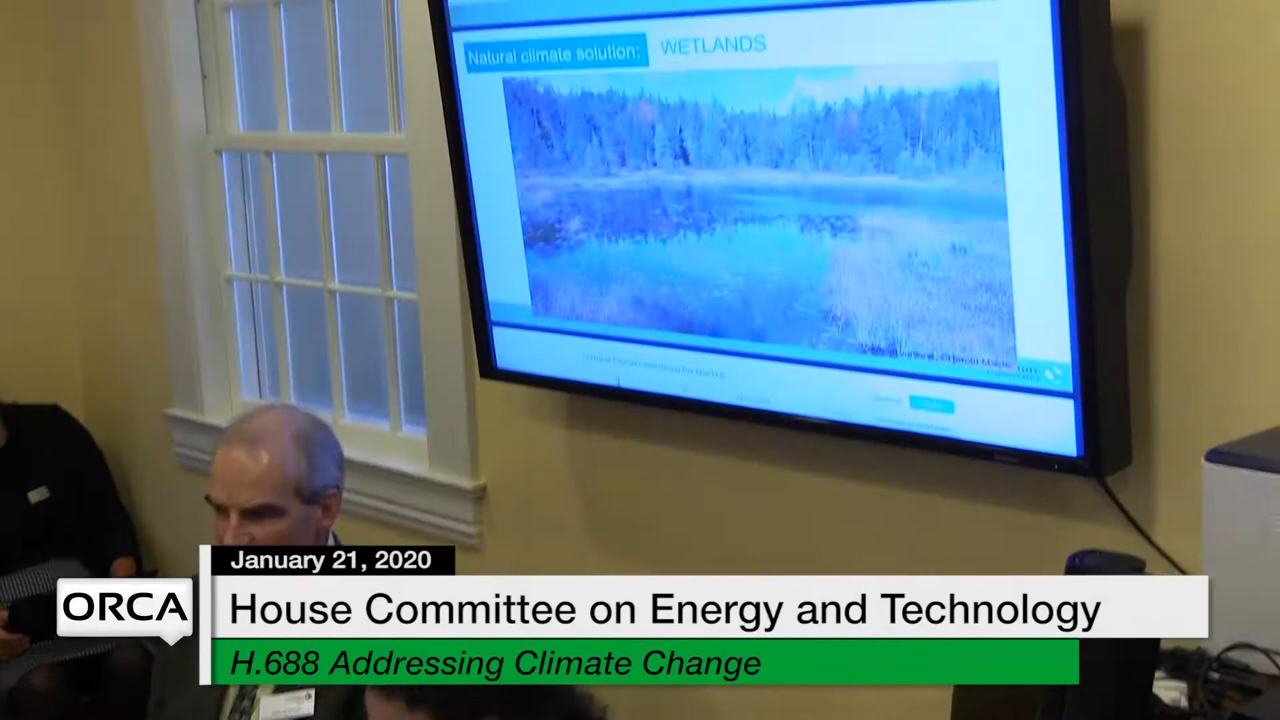 Natural climate solution: WETLANDS
January 21, 2020
ORCA
House Committee on Energy and Technology
H.688 Addressing Climate Change